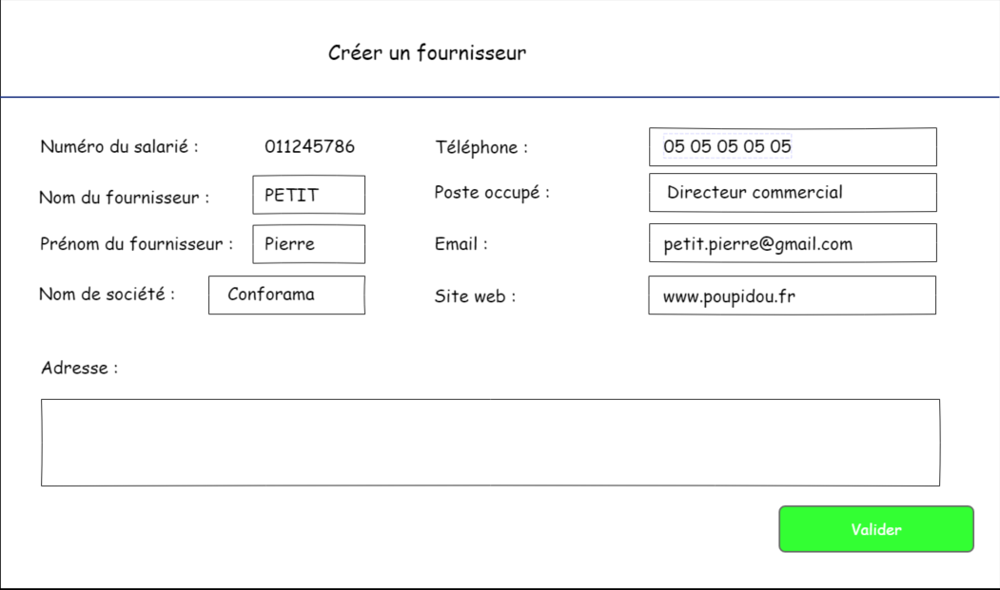 Créer un fournisseur
Numéro du salarié : 011245786
Téléphone : 05 05 05 05 05
Nom du fournisseur : PETIT
Poste occupé : Directeur commercial
Prénom du fournisseur : Pierre
Email : petit.pierre@gmail.com
Nom de société : Conforama
Site web : www.poupidou.fr
Adresse :
Valider